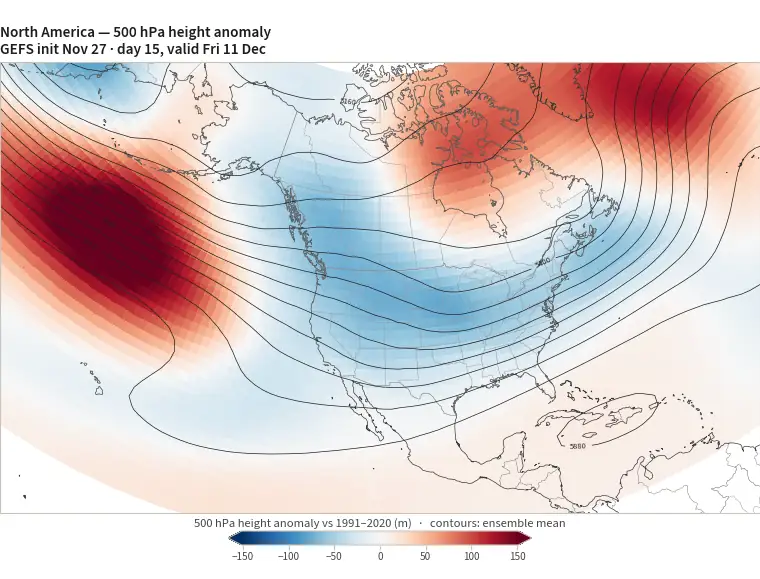 North America — 500 hPa height anomaly
GEFS init Nov 27 · day 15, valid Fri 11 Dec
5160
5880
500 hPa height anomaly vs 1991–2020 (m) · contours: ensemble mean
−150 −100 −50 0 50 100 150